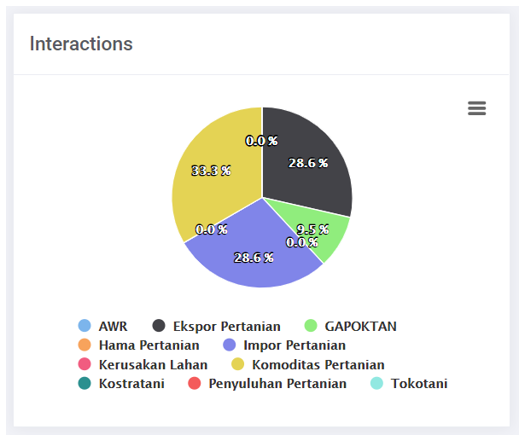 Interactions
0.0 %
28.6 %
33.3 %
0.0 %
9.5 %
0.0 %
28.6 %
AWR Ekspor Pertanian GAPOKTAN
Hama Pertanian Impor Pertanian
Kerusakan Lahan Komoditas Pertanian
Kostratani Penyuluhan Pertanian Tokotani